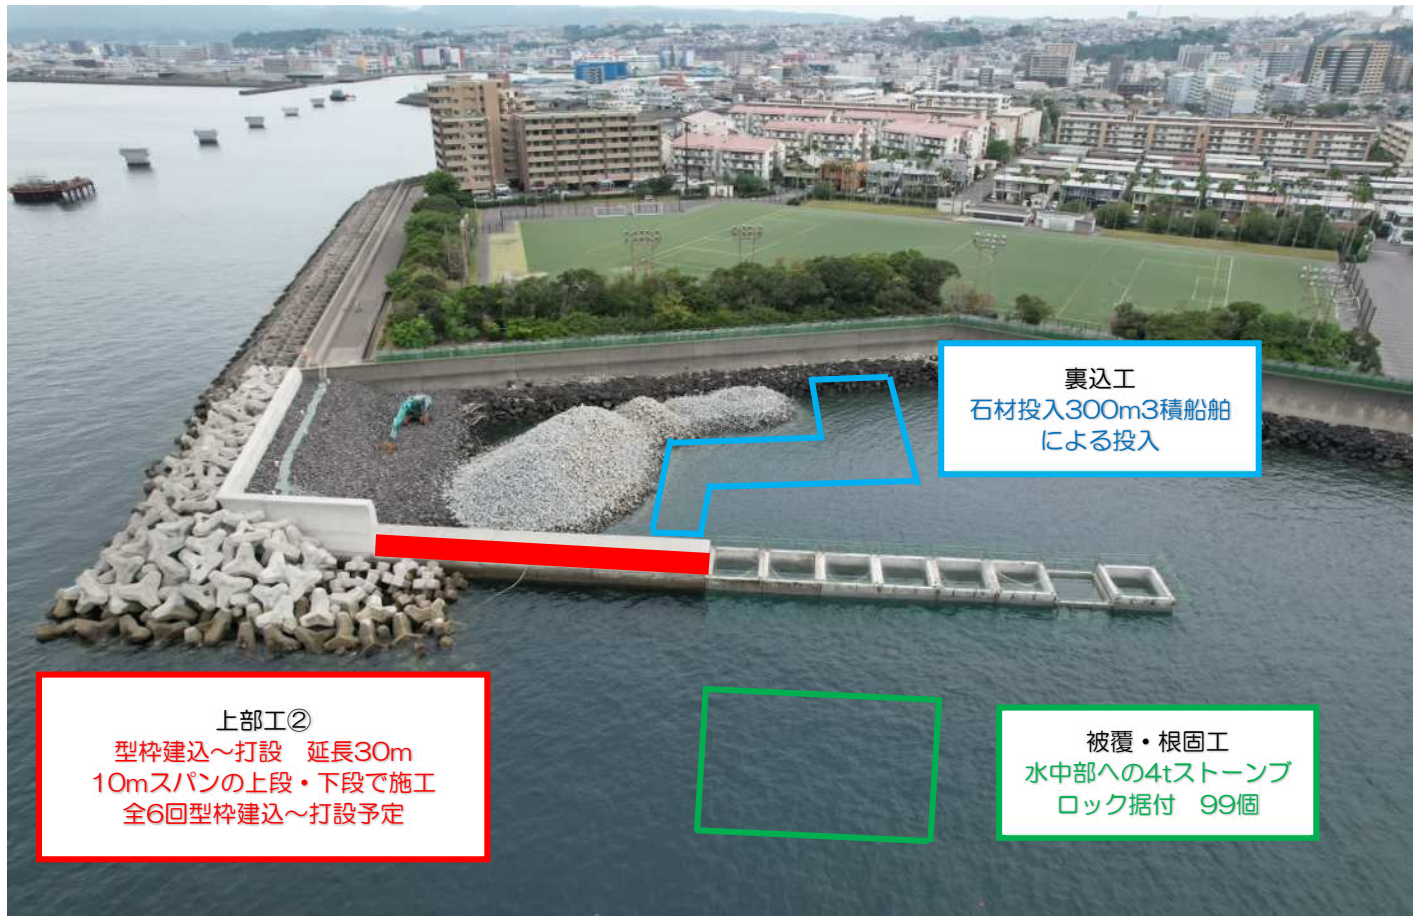 裏込工
石材投入300m3積船舶
による投入
上部工②
型枠建込～打設　延長30m
10mスパンの上段・下段で施工
全6回型枠建込～打設予定
被覆・根固工
水中部への4tストーンブ
ロック据付　99個